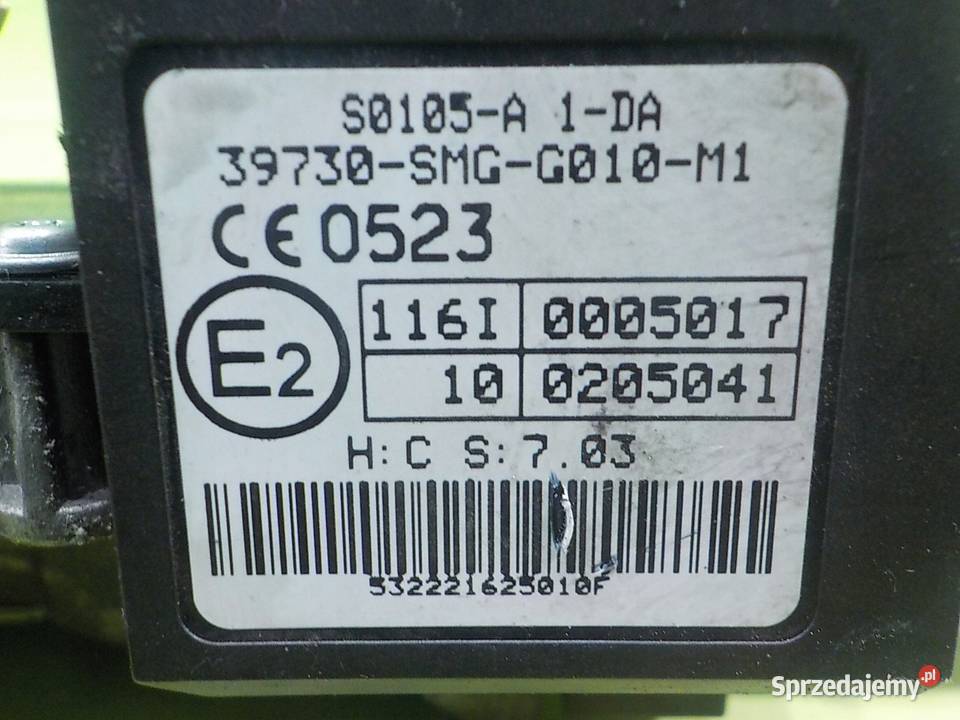 S0105-A 1-DA
39730-SMG-G010-M1
CE 0523
E2
116I 0005017
10 0205041
H:C S:7.03
532221625010F
Sprzedajemy.pl